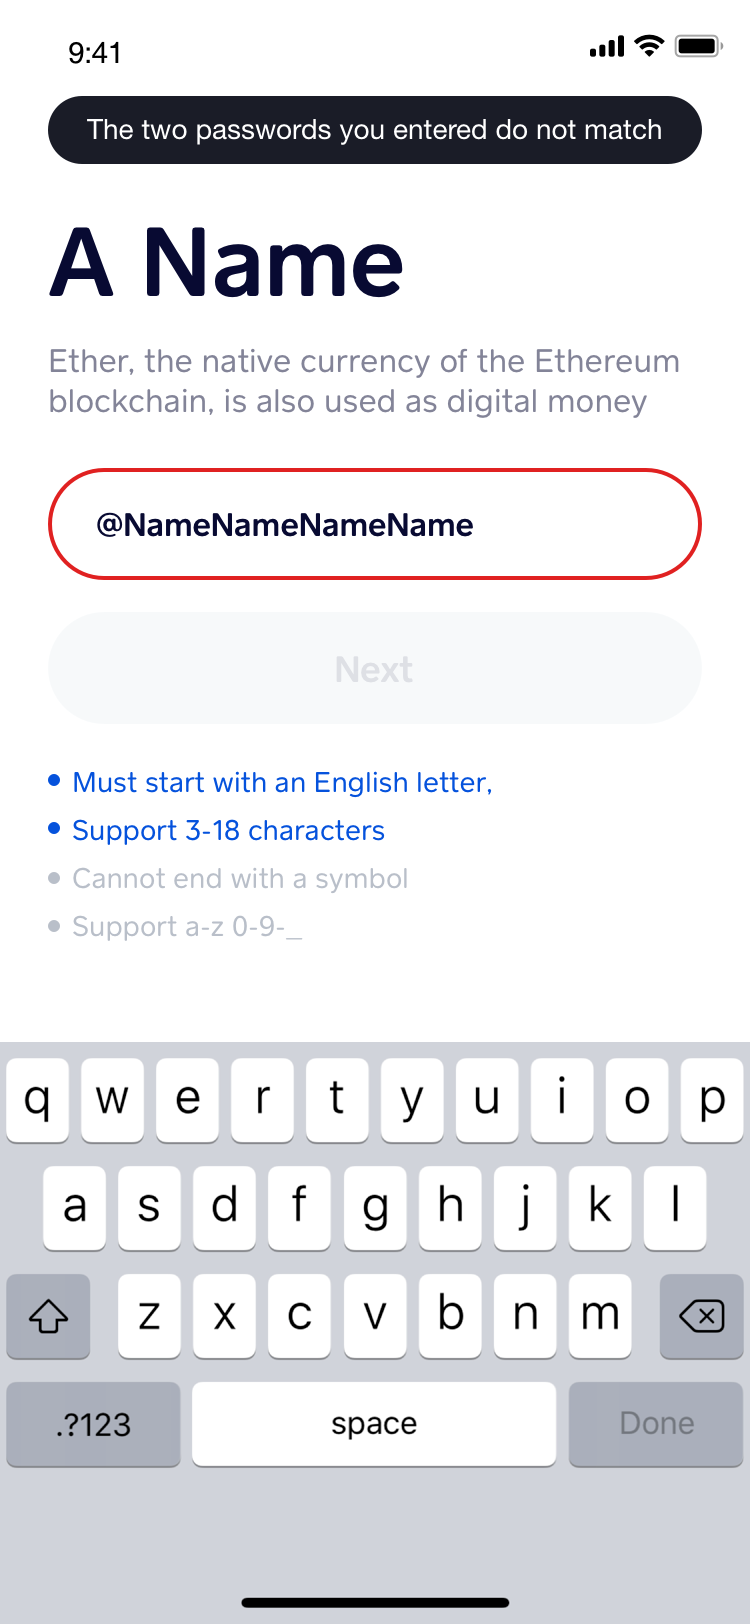 9:41
The two passwords you entered do not match
A Name
Ether, the native currency of the Ethereum
blockchain, is also used as digital money
@NameNameNameName
Next
Must start with an English letter,
Support 3-18 characters
Cannot end with a symbol
Support a-z 0-9-_
q w e r t y u i o p
a s d f g h j k l
z x c v b n m
.?123 space Done